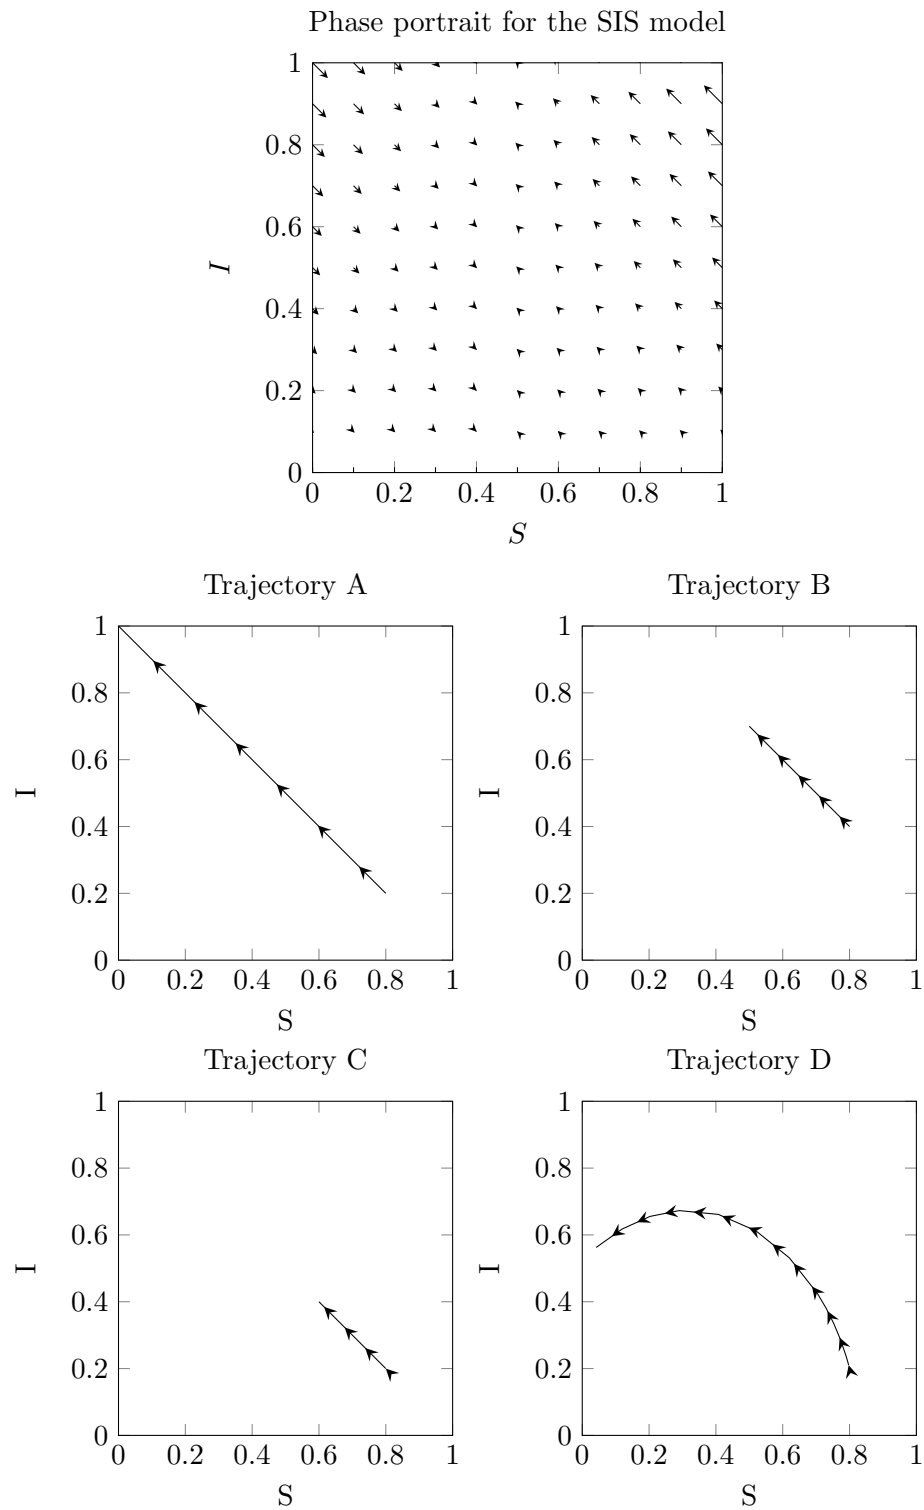 Phase portrait for the SIS model
1
0.8
0.6
I
0.4
0.2
0
0 0.2 0.4 0.6 0.8 1
S
Trajectory A
1
0.8
0.6
I
0.4
0.2
0
0 0.2 0.4 0.6 0.8 1
S
Trajectory B
1
0.8
0.6
I
0.4
0.2
0
0 0.2 0.4 0.6 0.8 1
S
Trajectory C
1
0.8
0.6
I
0.4
0.2
0
0 0.2 0.4 0.6 0.8 1
S
Trajectory D
1
0.8
0.6
I
0.4
0.2
0
0 0.2 0.4 0.6 0.8 1
S